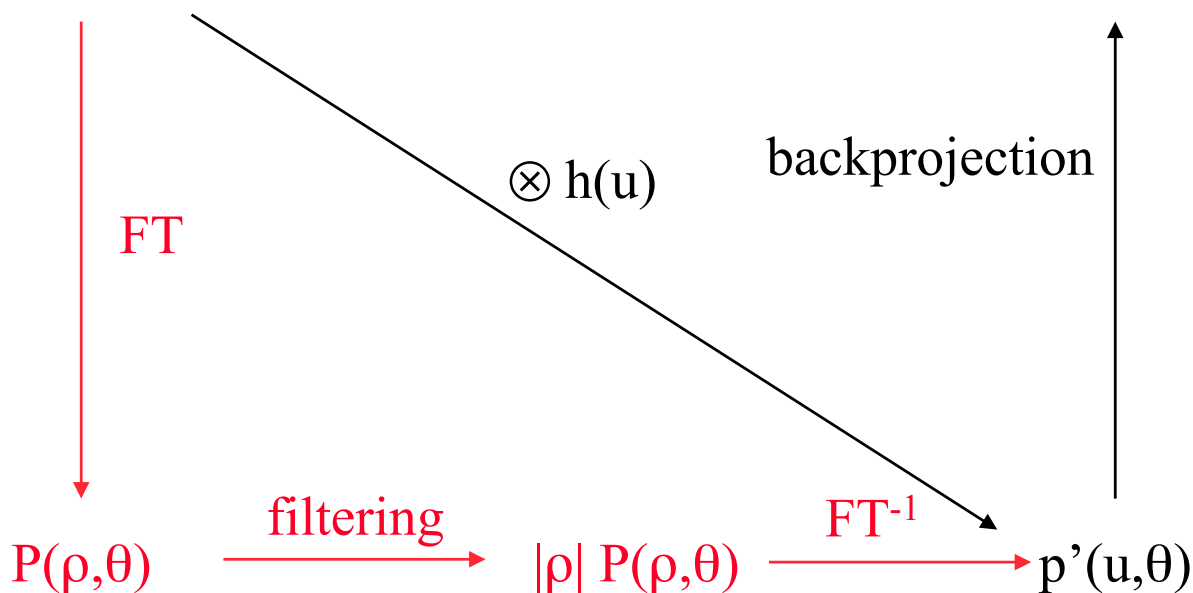 backprojection
⊗ h(u)
FT
filtering
FT⁻¹
P(ρ,θ)
|ρ| P(ρ,θ)
p’(u,θ)